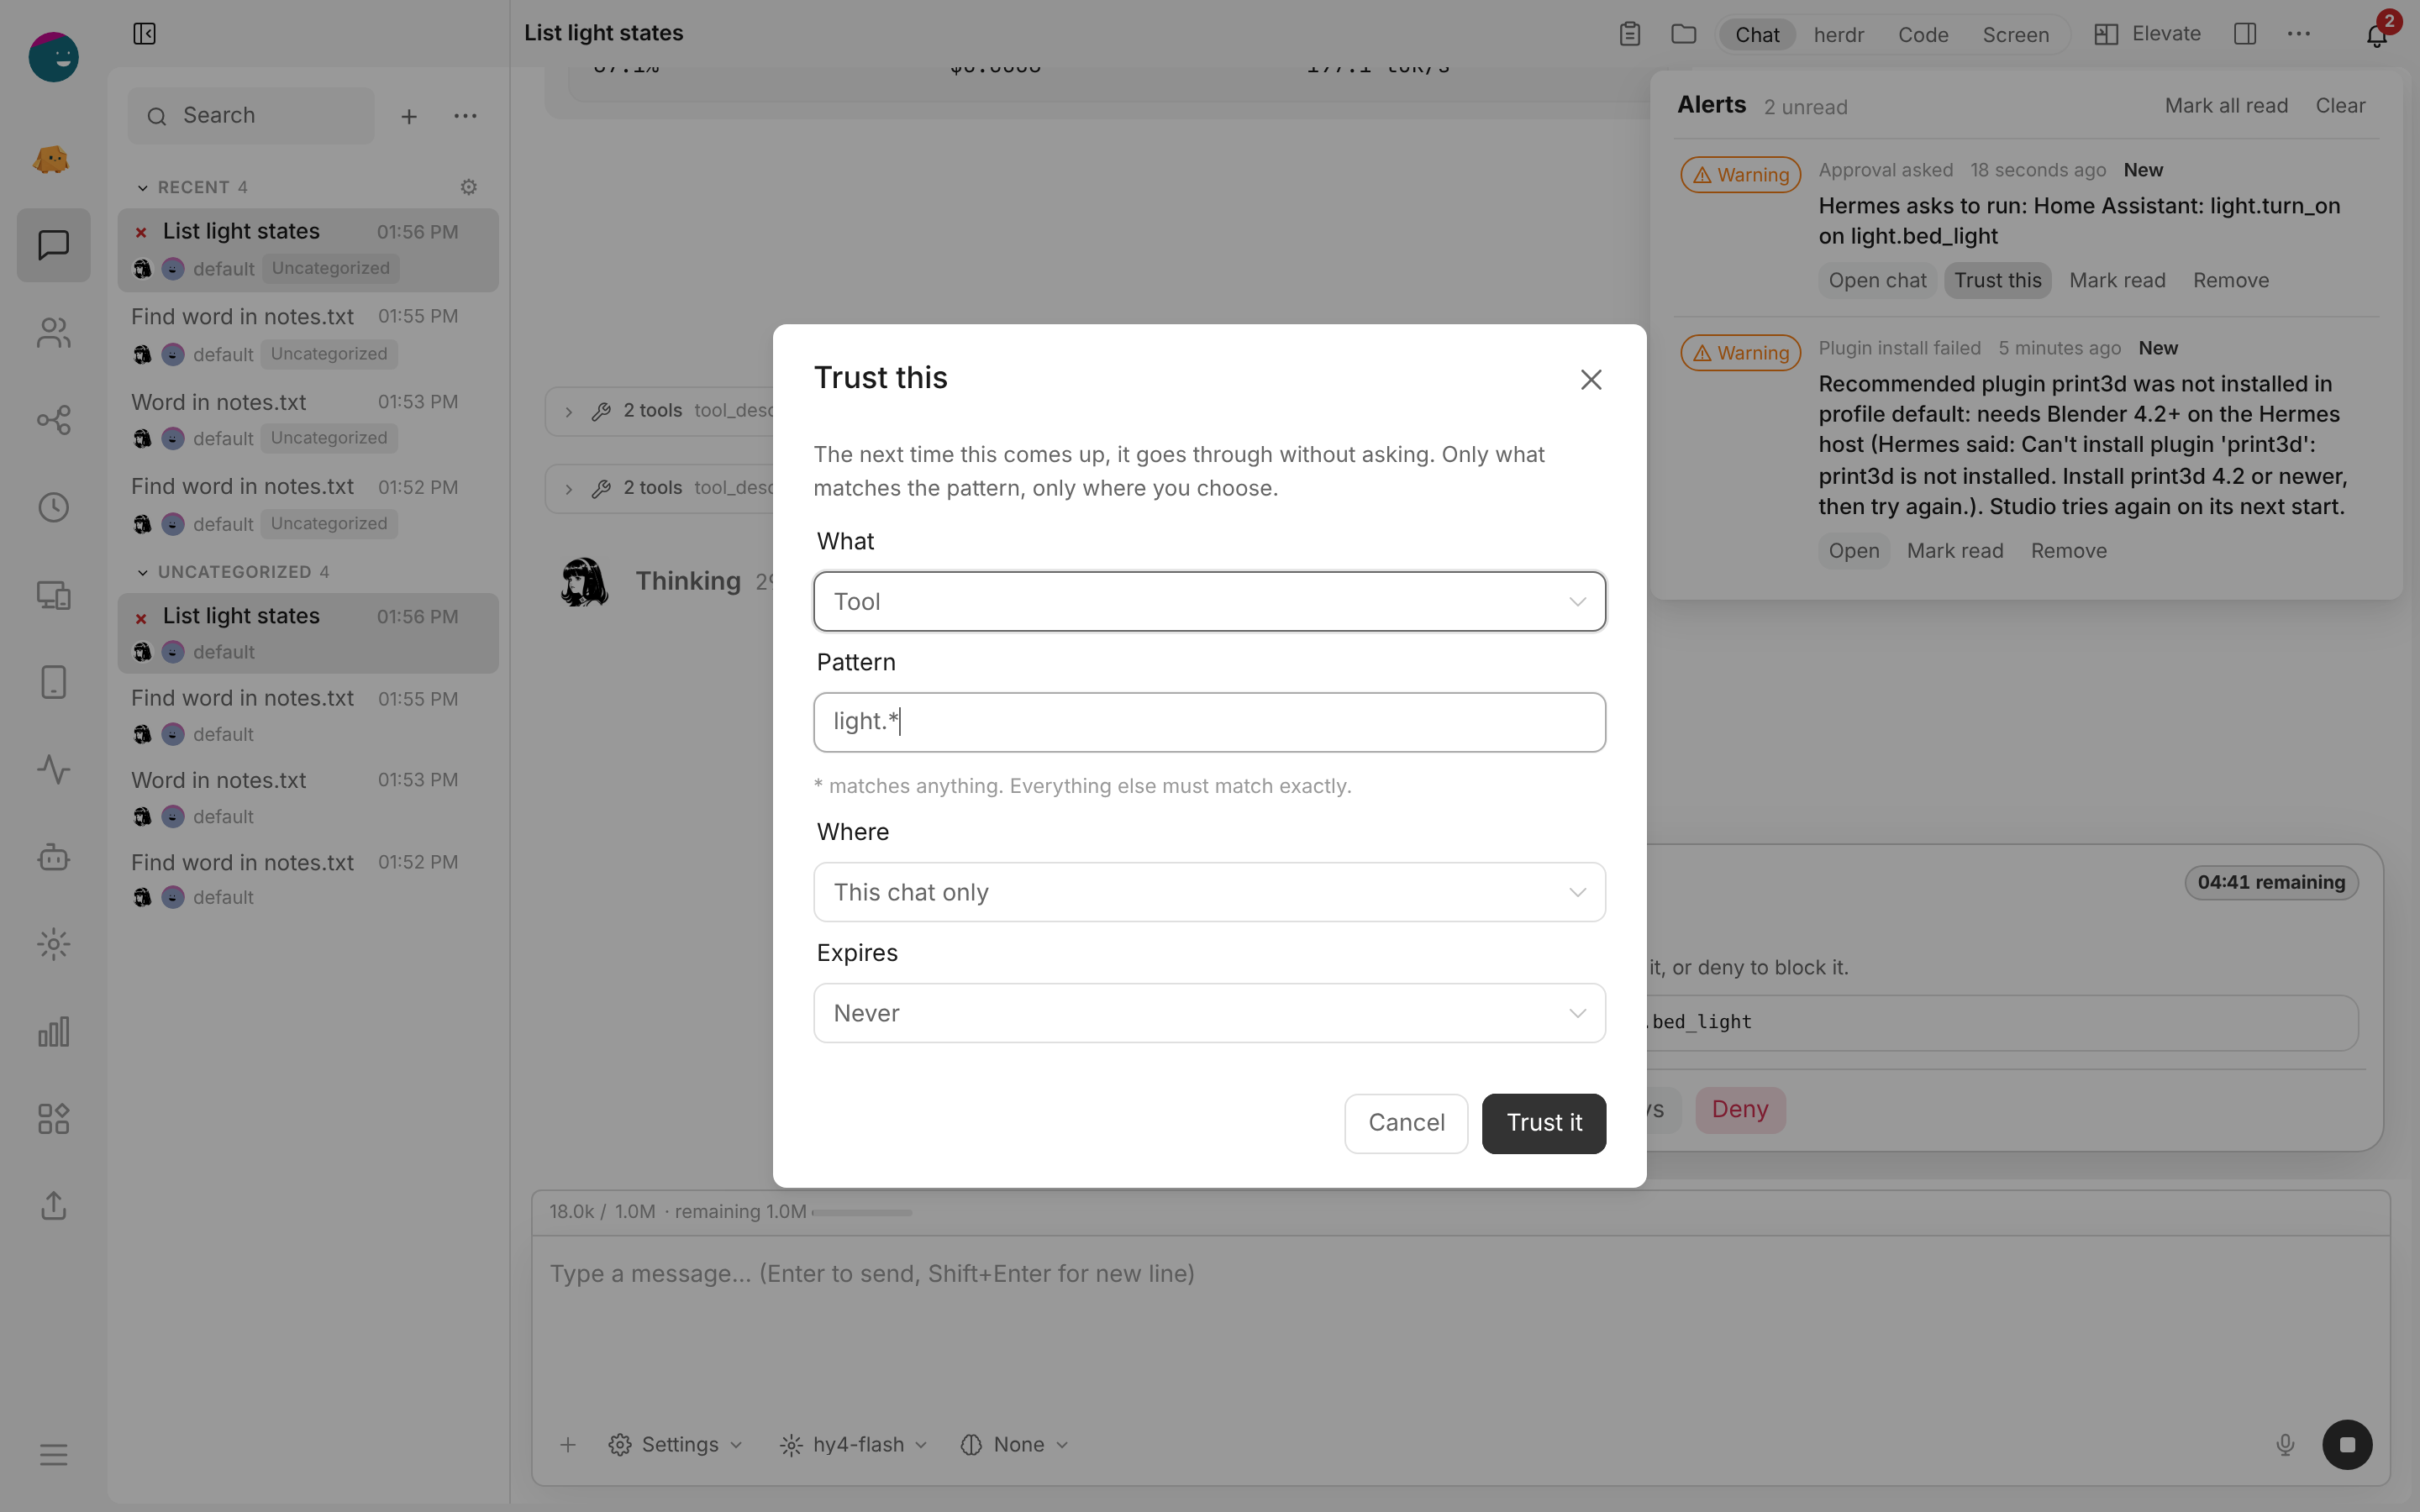 List light states
Chat
herdr
Code
Screen
Elevate
2
Search
RECENT 4
List light states 01:56 PM
default Uncategorized
Find word in notes.txt 01:55 PM
default Uncategorized
Word in notes.txt 01:53 PM
default Uncategorized
Find word in notes.txt 01:52 PM
default Uncategorized
UNCATEGORIZED 4
List light states 01:56 PM
default
Find word in notes.txt 01:55 PM
default
Word in notes.txt 01:53 PM
default
Find word in notes.txt 01:52 PM
default
2 tools tool_desc
2 tools tool_desc
Thinking
Alerts 2 unread Mark all read Clear
Warning Approval asked 18 seconds ago New
Hermes asks to run: Home Assistant: light.turn_on
on light.bed_light
Open chat Trust this Mark read Remove
Warning Plugin install failed 5 minutes ago New
Recommended plugin print3d was not installed in
profile default: needs Blender 4.2+ on the Hermes
host (Hermes said: Can't install plugin 'print3d':
print3d is not installed. Install print3d 4.2 or newer,
then try again.). Studio tries again on its next start.
Open Mark read Remove
Trust this
The next time this comes up, it goes through without asking. Only what
matches the pattern, only where you choose.
What
Tool
Pattern
light.*
* matches anything. Everything else must match exactly.
Where
This chat only
Expires
Never
Cancel Trust it
04:41 remaining
it, or deny to block it.
.bed_light
Deny
18.0k / 1.0M · remaining 1.0M
Type a message... (Enter to send, Shift+Enter for new line)
Settings hy4-flash None